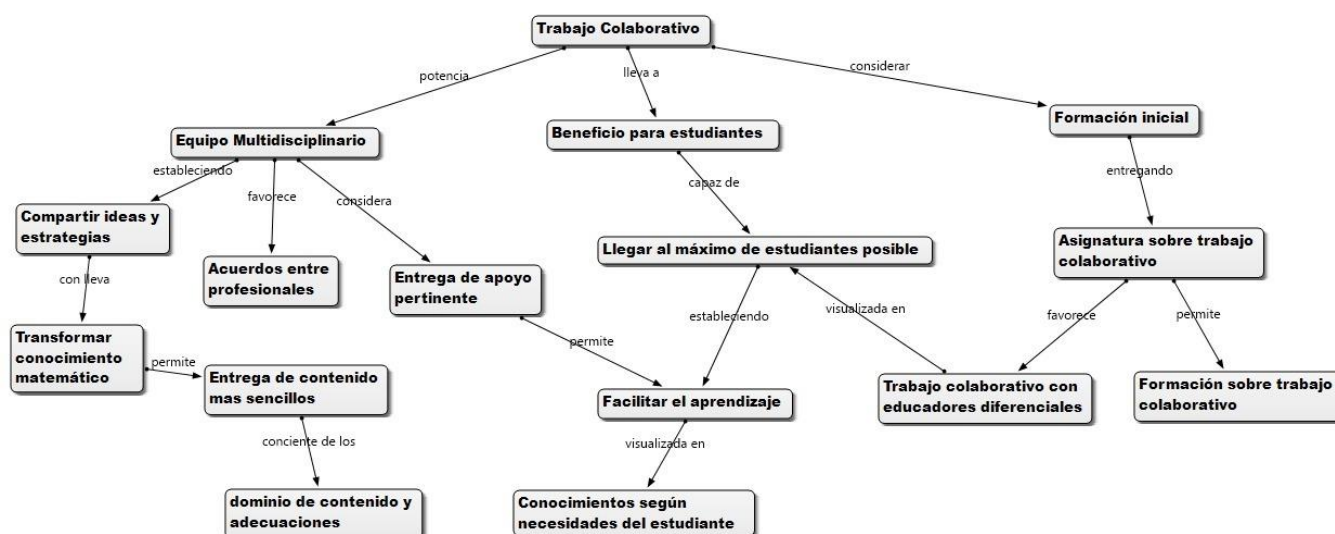 Trabajo Colaborativo
potencia
lleva a
considerar
Equipo Multidisciplinario
Beneficio para estudiantes
Formación inicial
estableciendo
favorece
considera
capaz de
entregando
Compartir ideas y
estrategias
Acuerdos entre
profesionales
Entrega de apoyo
pertinente
Llegar al máximo de estudiantes posible
Asignatura sobre trabajo
colaborativo
con lleva
permite
estableciendo
visualizada en
favorece
permite
Transformar
conocimiento
matemático
permite
Entrega de contenido
mas sencillos
Facilitar el aprendizaje
Trabajo colaborativo con
educadores diferenciales
Formación sobre trabajo
colaborativo
conciente de los
visualizada en
dominio de contenido y
adecuaciones
Conocimientos según
necesidades del estudiante